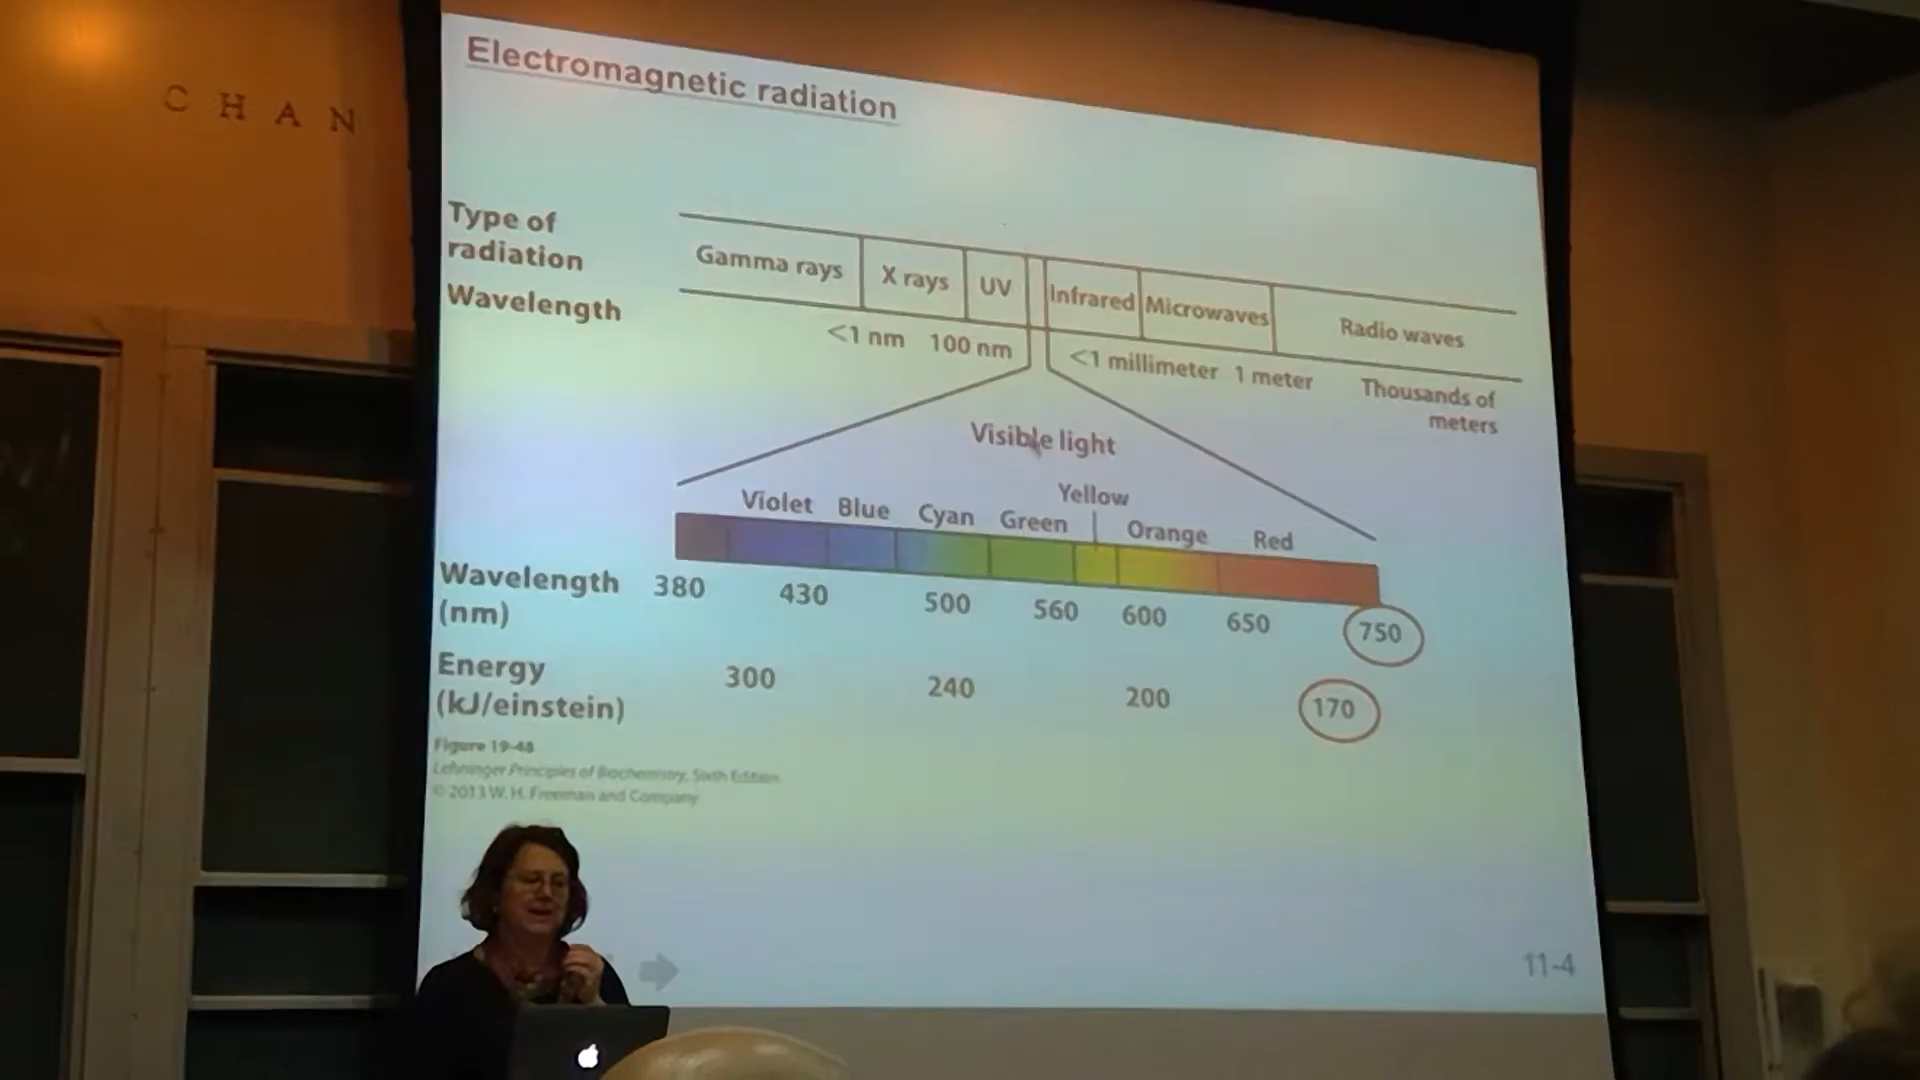 CHAN
Electromagnetic radiation
Type of
radiation
Gamma rays
X rays
UV
Infrared
Microwaves
Radio waves
Wavelength
<1 nm
100 nm
<1 millimeter
1 meter
Thousands of
meters
Visible light
Yellow
Violet
Blue
Cyan
Green
Orange
Red
Wavelength
(nm)
380
430
500
560
600
650
750
Energy
(kJ/einstein)
300
240
200
170
Figure 19-48
Lehninger Principles of Biochemistry, Sixth Edition
© 2013 W. H. Freeman and Company
11-4